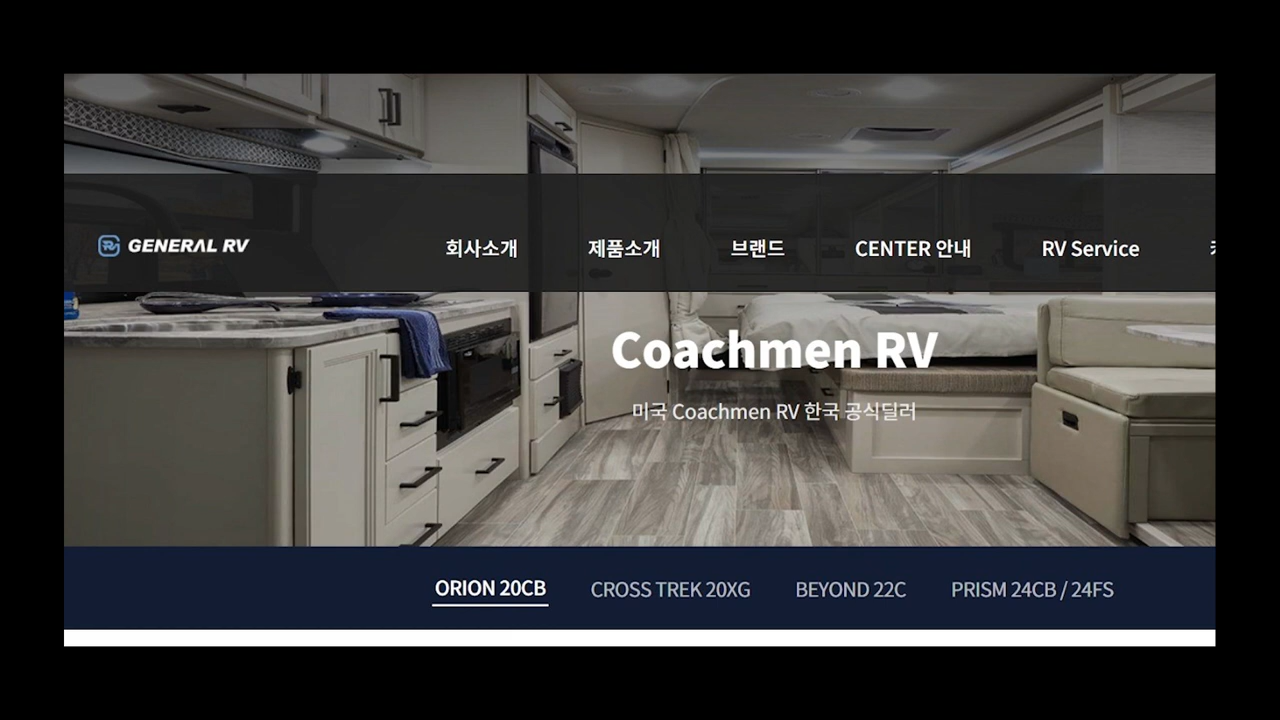 GENERAL RV
회사소개 제품소개 브랜드 CENTER 안내 RV Service
Coachmen RV
미국 Coachmen RV 한국 공식딜러
ORION 20CB CROSS TREK 20XG BEYOND 22C PRISM 24CB / 24FS